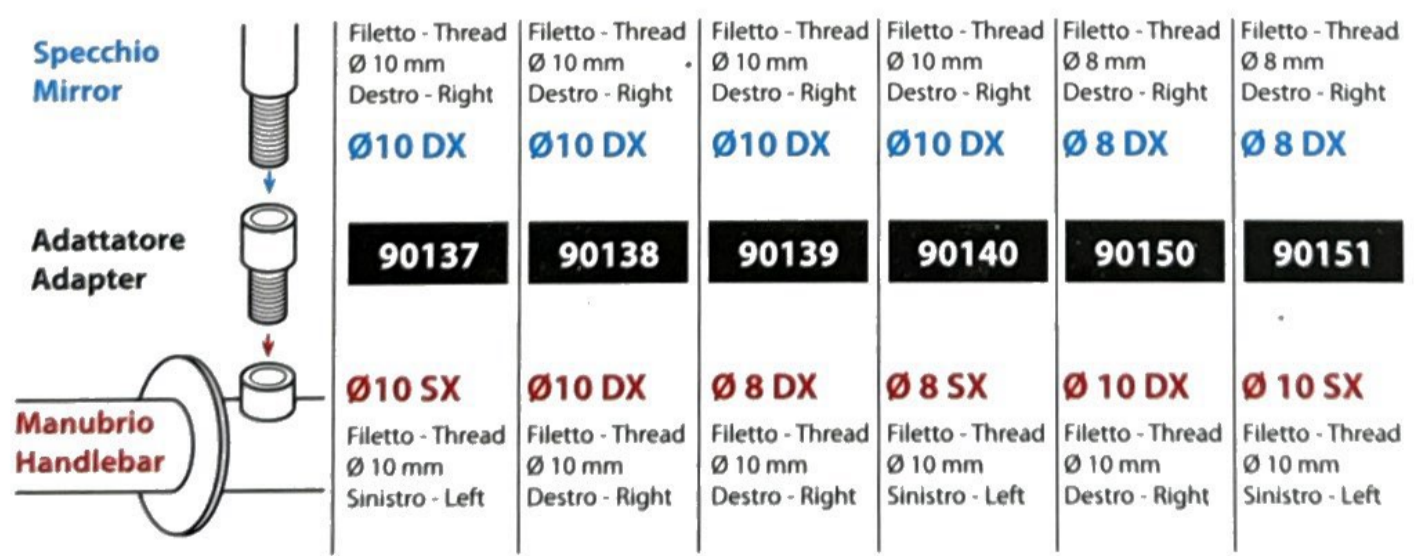 Specchio
Mirror
Filetto - Thread
Ø 10 mm
Destro - Right
Ø10 DX
Filetto - Thread
Ø 10 mm
Destro - Right
Ø10 DX
Filetto - Thread
Ø 10 mm
Destro - Right
Ø10 DX
Filetto - Thread
Ø 10 mm
Destro - Right
Ø10 DX
Filetto - Thread
Ø 8 mm
Destro - Right
Ø 8 DX
Filetto - Thread
Ø 8 mm
Destro - Right
Ø 8 DX
Adattatore
Adapter
90137
90138
90139
90140
90150
90151
Manubrio
Handlebar
Ø10 SX
Filetto - Thread
Ø 10 mm
Sinistro - Left
Ø10 DX
Filetto - Thread
Ø 10 mm
Destro - Right
Ø 8 DX
Filetto - Thread
Ø 10 mm
Destro - Right
Ø 8 SX
Filetto - Thread
Ø 10 mm
Sinistro - Left
Ø 10 DX
Filetto - Thread
Ø 10 mm
Destro - Right
Ø 10 SX
Filetto - Thread
Ø 10 mm
Sinistro - Left